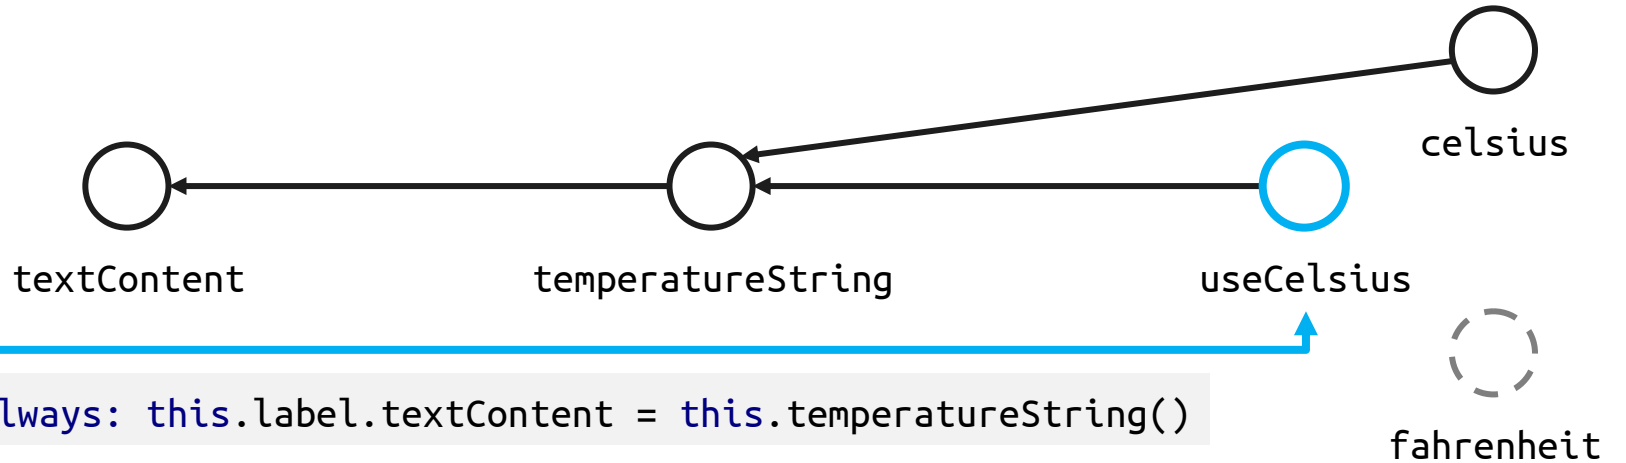 celsius
textContent
temperatureString
useCelsius
lways: this.label.textContent = this.temperatureString()
fahrenheit